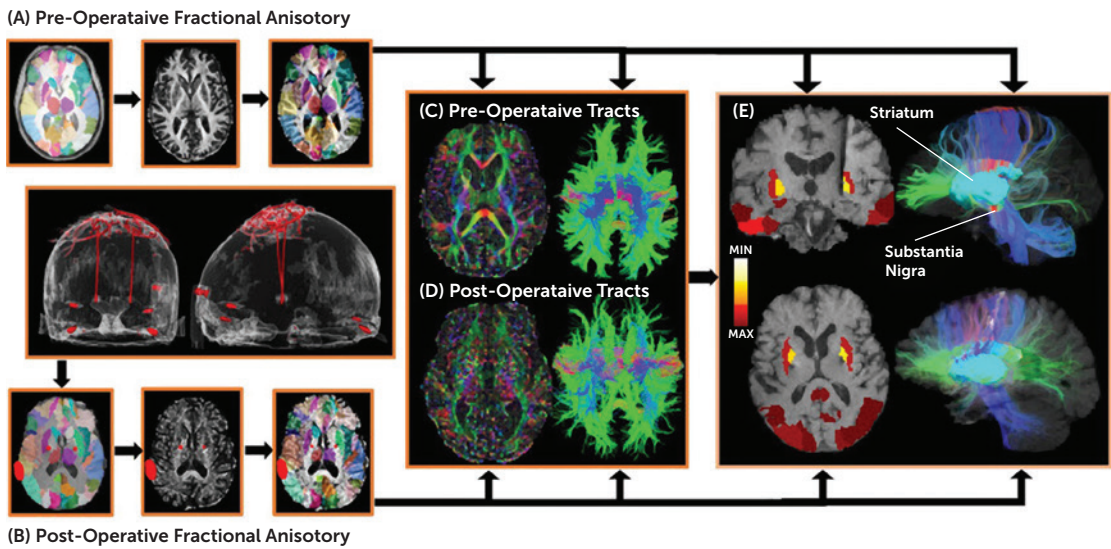 (A) Pre-Operataive Fractional Anisotory
(C) Pre-Operataive Tracts
(D) Post-Operataive Tracts
(E)
Striatum
Substantia
Nigra
MIN
MAX
(B) Post-Operative Fractional Anisotory